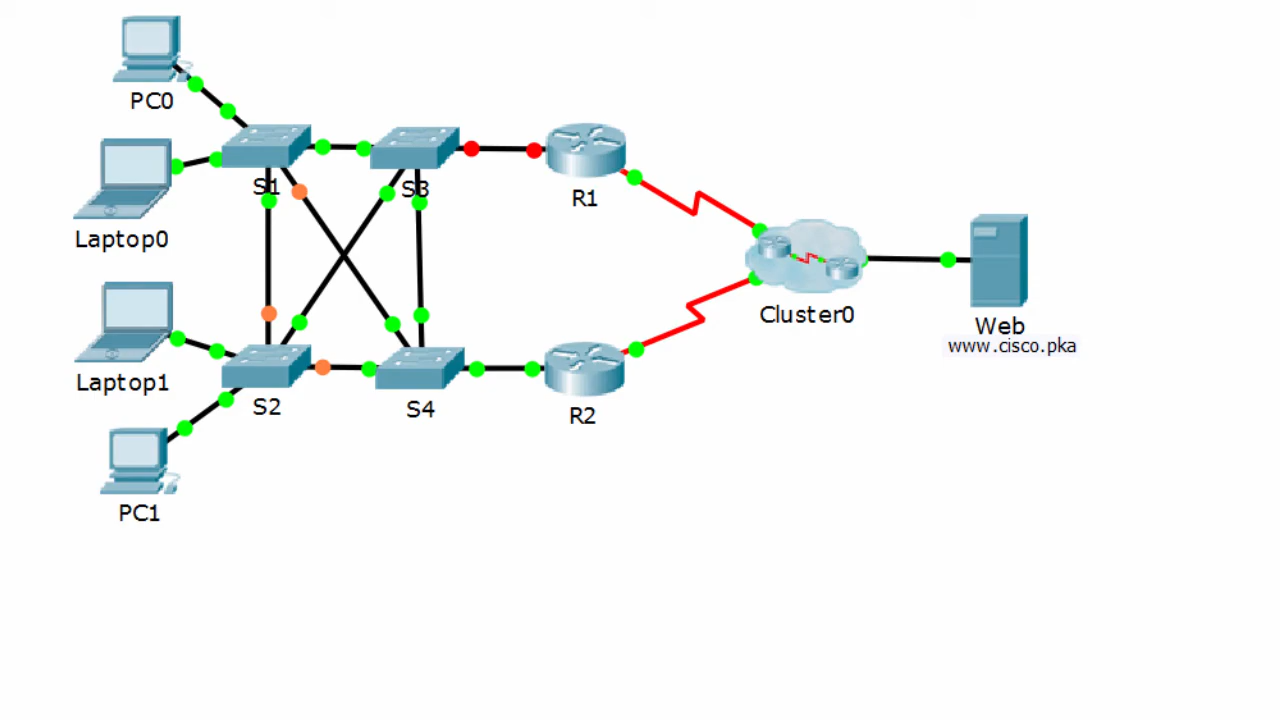 PC0
S1
S3
R1
Laptop0
Cluster0
Web
www.cisco.pka
Laptop1
S2
S4
R2
PC1